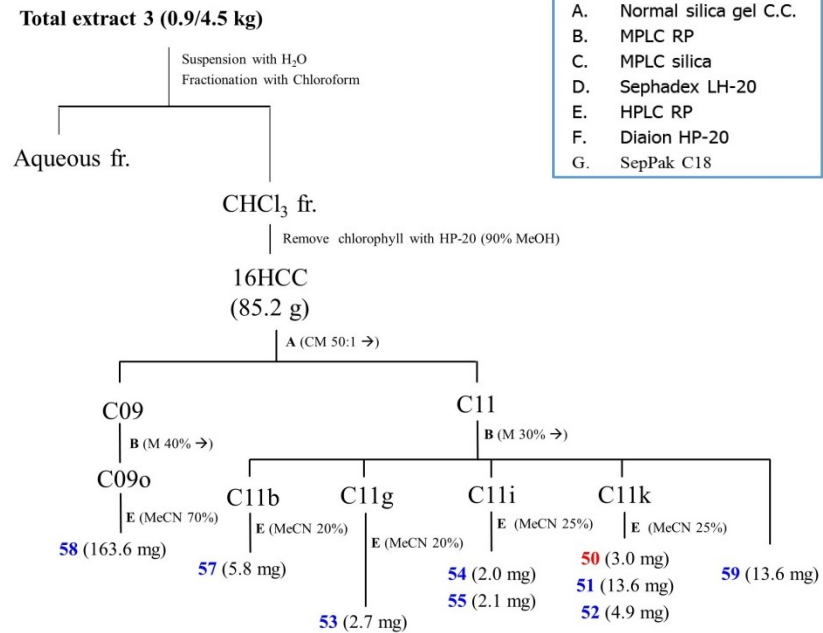 Total extract 3 (0.9/4.5 kg)
Suspension with H₂O
Fractionation with Chloroform
Aqueous fr.
CHCl₃ fr.
Remove chlorophyll with HP-20 (90% MeOH)
16HCC
(85.2 g)
A (CM 50:1 →)
C09
B (M 40% →)
C09o
E (MeCN 70%)
58 (163.6 mg)
C11
B (M 30% →)
C11b
E (MeCN 20%)
57 (5.8 mg)
C11g
E (MeCN 20%)
53 (2.7 mg)
C11i
E (MeCN 25%)
54 (2.0 mg)
55 (2.1 mg)
C11k
E (MeCN 25%)
50 (3.0 mg)
51 (13.6 mg)
52 (4.9 mg)
59 (13.6 mg)
A. Normal silica gel C.C.
B. MPLC RP
C. MPLC silica
D. Sephadex LH-20
E. HPLC RP
F. Diaion HP-20
G. SepPak C18